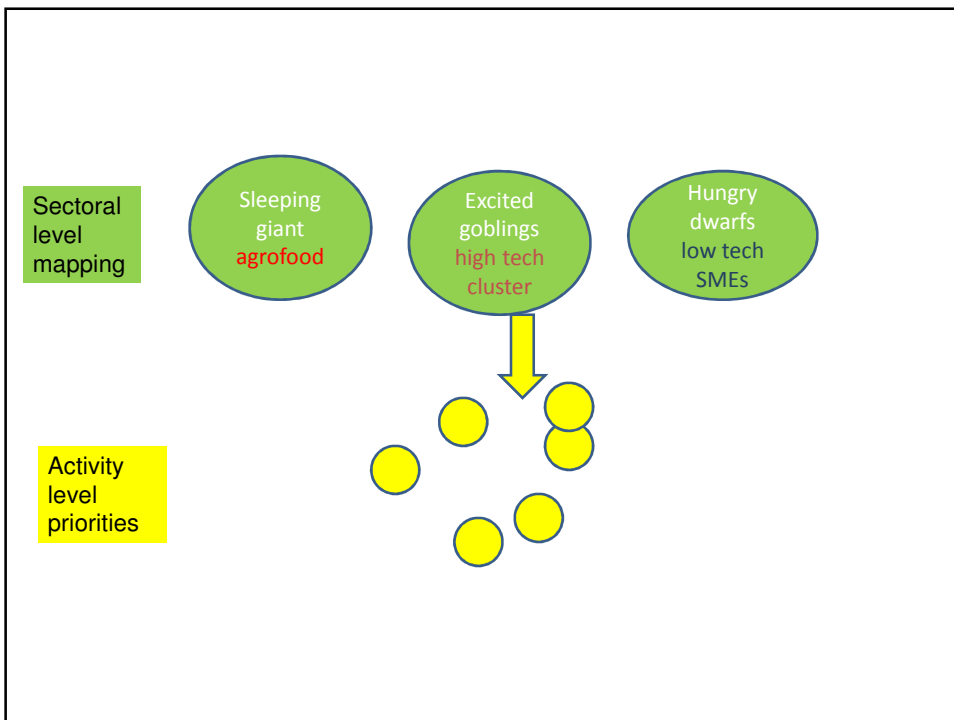 Sectoral
level
mapping
Sleeping
giant
agrofood
Excited
goblings
high tech
cluster
Hungry
dwarfs
low tech
SMEs
Activity
level
priorities